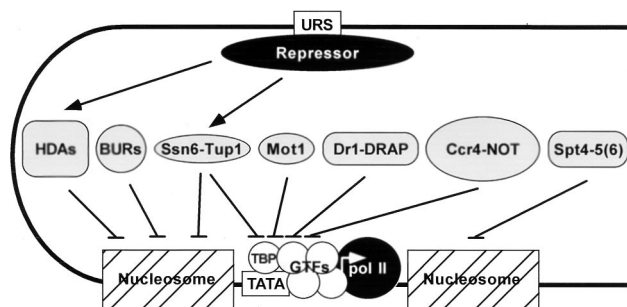 URS
Repressor
HDAs
BURs
Ssn6-Tup1
Mot1
Dr1-DRAP
Ccr4-NOT
Spt4-5(6)
Nucleosome
TBP
GTFs
pol II
TATA
Nucleosome